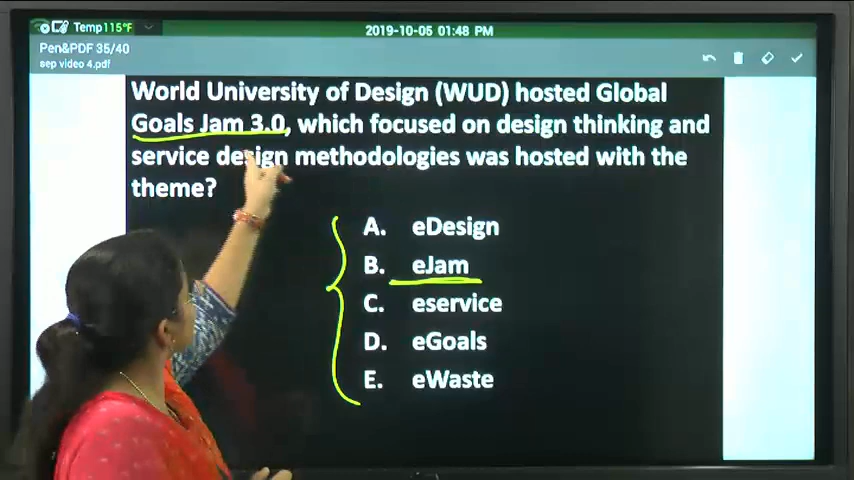 Temp115°F
2019-10-05 01:48 PM
Pen&PDF 35/40
sep video 4.pdf
World University of Design (WUD) hosted Global
Goals Jam 3.0, which focused on design thinking and
service design methodologies was hosted with the
theme?
A. eDesign
B. eJam
C. eservice
D. eGoals
E. eWaste